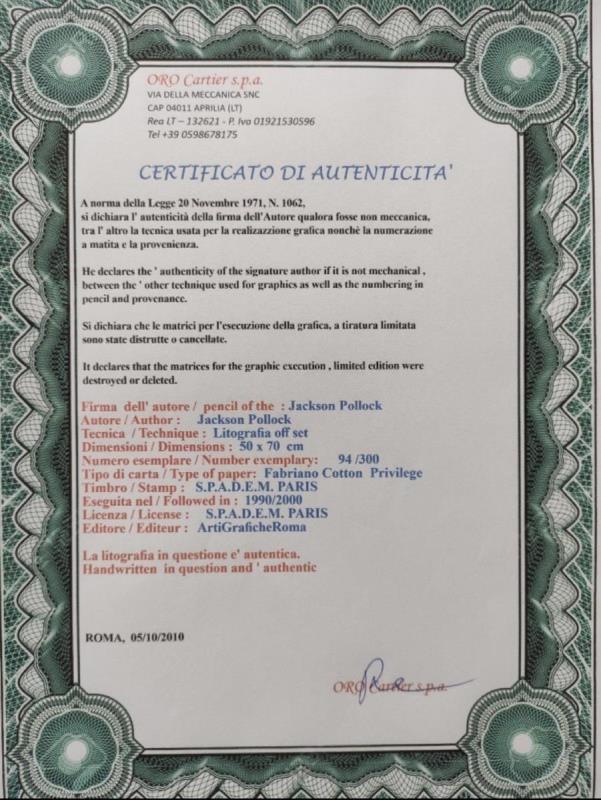 ORO Cartier s.p.a.
VIA DELLA MECCANICA SNC
CAP 04011 APRILIA (LT)
Rea LT – 132621 - P. Iva 01921530596
Tel +39 0598678175
CERTIFICATO DI AUTENTICITA'
A norma della Legge 20 Novembre 1971, N. 1062,
si dichiara l' autenticità della firma dell'Autore qualora fosse non meccanica,
tra l' altro la tecnica usata per la realizazzione grafica nonchè la numerazione
a matita e la provenienza.
He declares the ' authenticity of the signature author if it is not mechanical ,
between the ' other technique used for graphics as well as the numbering in
pencil and provenance.
Si dichiara che le matrici per l'esecuzione della grafica, a tiratura limitata
sono state distrutte o cancellate.
It declares that the matrices for the graphic execution , limited edition were
destroyed or deleted.
Firma dell' autore / pencil of the : Jackson Pollock
Autore / Author : Jackson Pollock
Tecnica / Technique : Litografia off set
Dimensioni / Dimensions : 50 x 70 cm
Numero esemplare / Number exemplary: 94 /300
Tipo di carta / Type of paper: Fabriano Cotton Privilege
Timbro / Stamp : S.P.A.D.E.M. PARIS
Eseguita nel / Followed in : 1990/2000
Licenza / License : S.P.A.D.E.M. PARIS
Editore / Editeur : ArtiGraficheRoma
La litografia in questione e' autentica.
Handwritten in question and ' authentic
ROMA, 05/10/2010
ORO Cartier s.p.a.